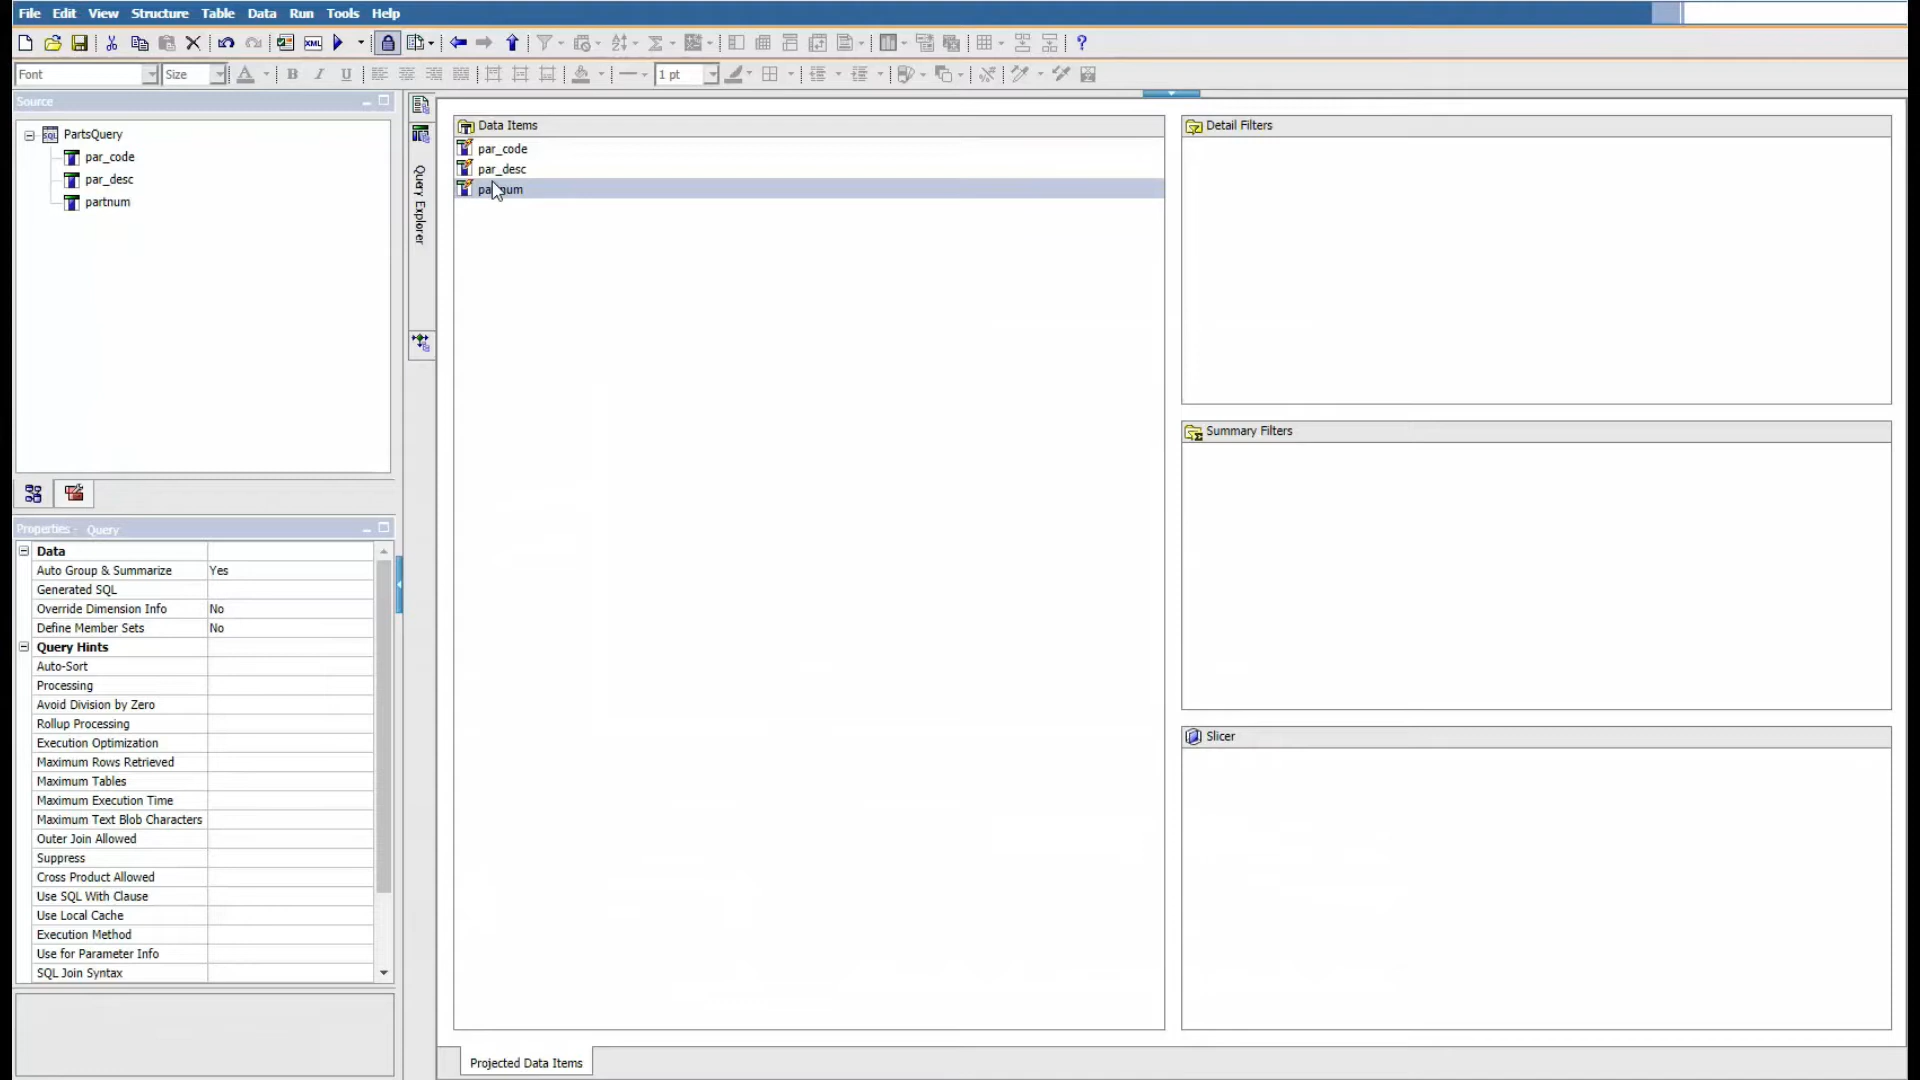 File Edit View Structure Table Data Run Tools Help
XML ?
Font Size A B I U 1 pt
Source
SQL PartsQuery
par_code
par_desc
partnum
Query Explorer
Data Items
par_code
par_desc
partnum
Detail Filters
Summary Filters
Slicer
Properties - Query
Data
Auto Group & Summarize Yes
Generated SQL
Override Dimension Info No
Define Member Sets No
Query Hints
Auto-Sort
Processing
Avoid Division by Zero
Rollup Processing
Execution Optimization
Maximum Rows Retrieved
Maximum Tables
Maximum Execution Time
Maximum Text Blob Characters
Outer Join Allowed
Suppress
Cross Product Allowed
Use SQL With Clause
Use Local Cache
Execution Method
Use for Parameter Info
SQL Join Syntax
Projected Data Items